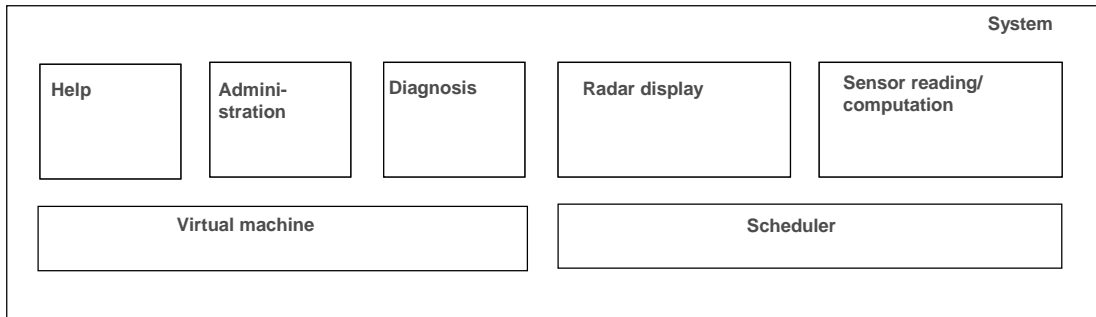 System
Help
Admini-
stration
Diagnosis
Radar display
Sensor reading/
computation
Virtual machine
Scheduler